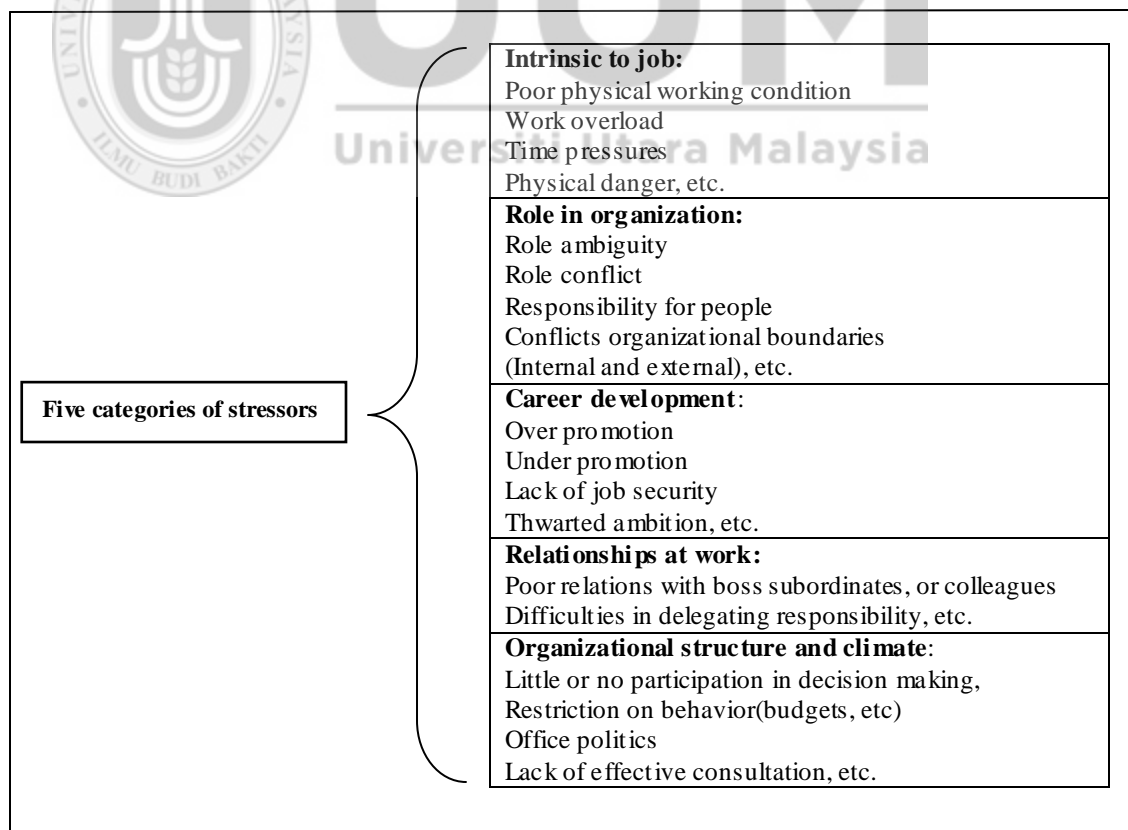 UUM
Universiti Utara Malaysia
ILMU BUDI BAKTI
Intrinsic to job:
Poor physical working condition
Work overload
Time pressures
Physical danger, etc.
Role in organization:
Role ambiguity
Role conflict
Responsibility for people
Conflicts organizational boundaries
(Internal and external), etc.
Five categories of stressors
Career development:
Over promotion
Under promotion
Lack of job security
Thwarted ambition, etc.
Relationships at work:
Poor relations with boss subordinates, or colleagues
Difficulties in delegating responsibility, etc.
Organizational structure and climate:
Little or no participation in decision making,
Restriction on behavior(budgets, etc)
Office politics
Lack of effective consultation, etc.